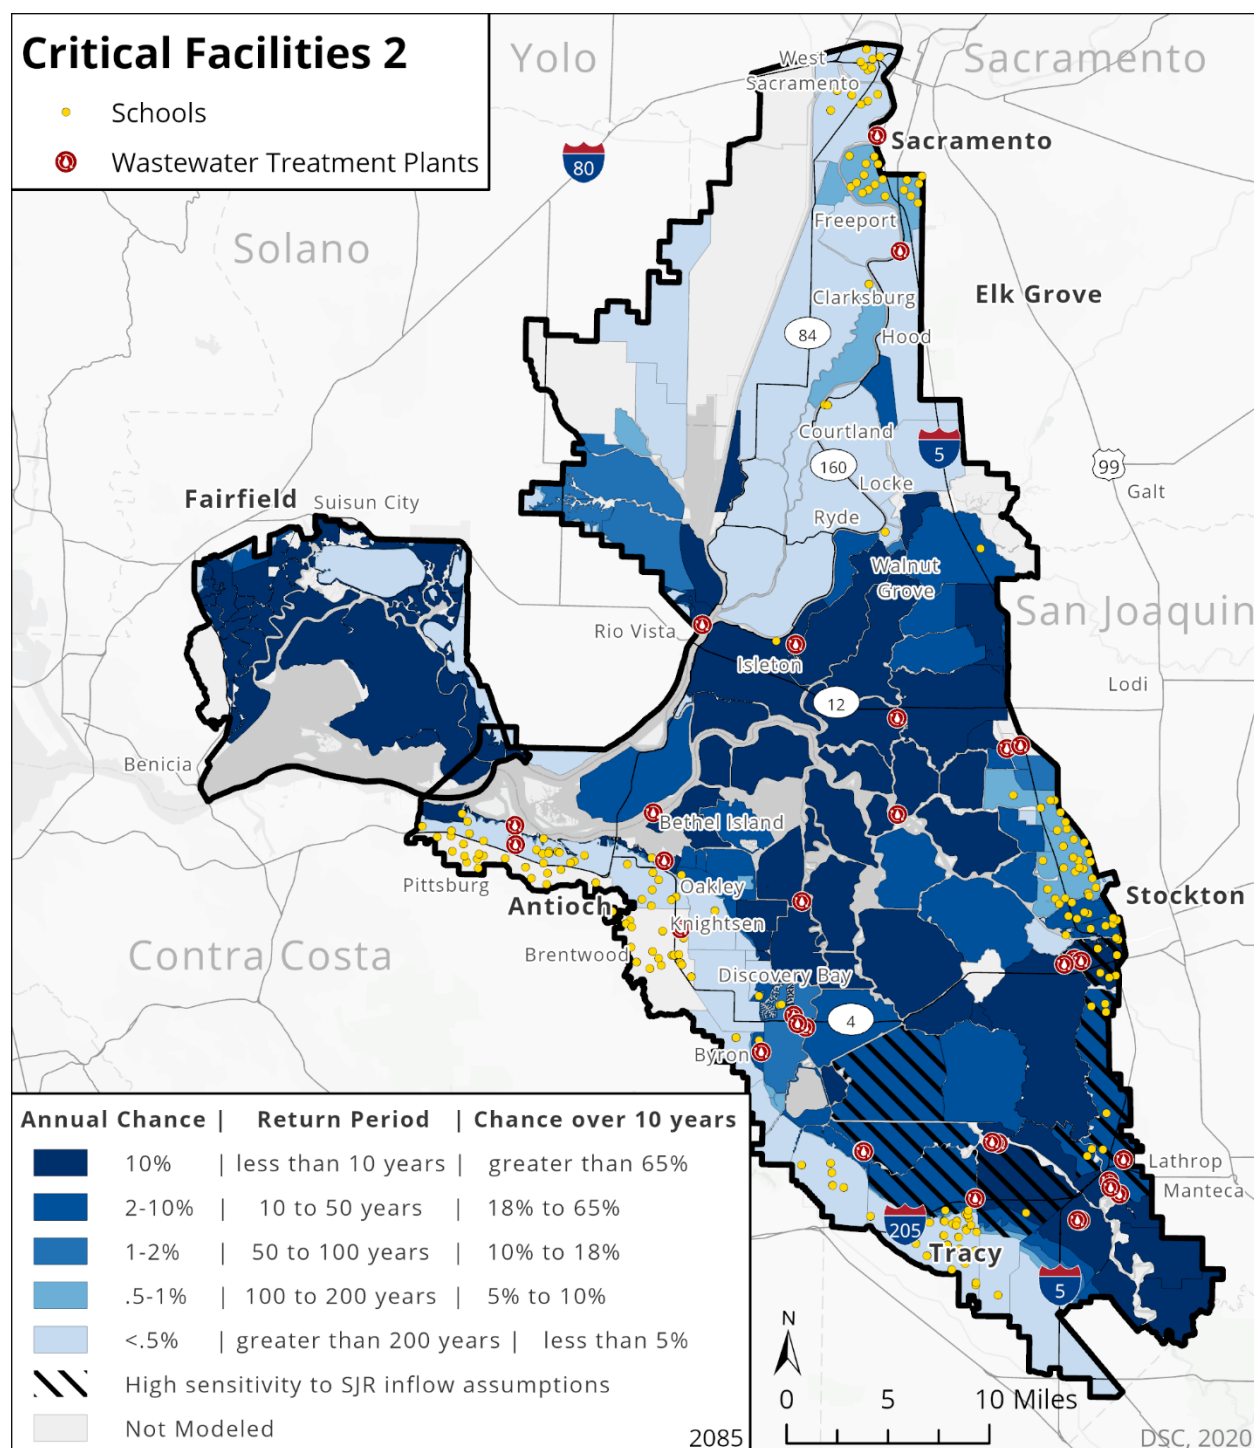 Critical Facilities 2
Schools
Wastewater Treatment Plants
Yolo
Sacramento
West
Sacramento
80
Sacramento
Solano
Freeport
Elk Grove
Clarksburg
84
Hood
Courtland
5
160
99
Locke
Galt
Fairfield
Suisun City
Ryde
Walnut
Grove
San Joaquin
Rio Vista
Isleton
Lodi
12
Benicia
Bethel Island
Pittsburg
Oakley
Antioch
Stockton
Knightsen
Contra Costa
Brentwood
Discovery Bay
4
Byron
Lathrop
Manteca
205
Tracy
5
Annual Chance | Return Period | Chance over 10 years
10% | less than 10 years | greater than 65%
2-10% | 10 to 50 years | 18% to 65%
1-2% | 50 to 100 years | 10% to 18%
.5-1% | 100 to 200 years | 5% to 10%
<.5% | greater than 200 years | less than 5%
High sensitivity to SJR inflow assumptions
Not Modeled
N
0 5 10 Miles
2085
DSC, 2020